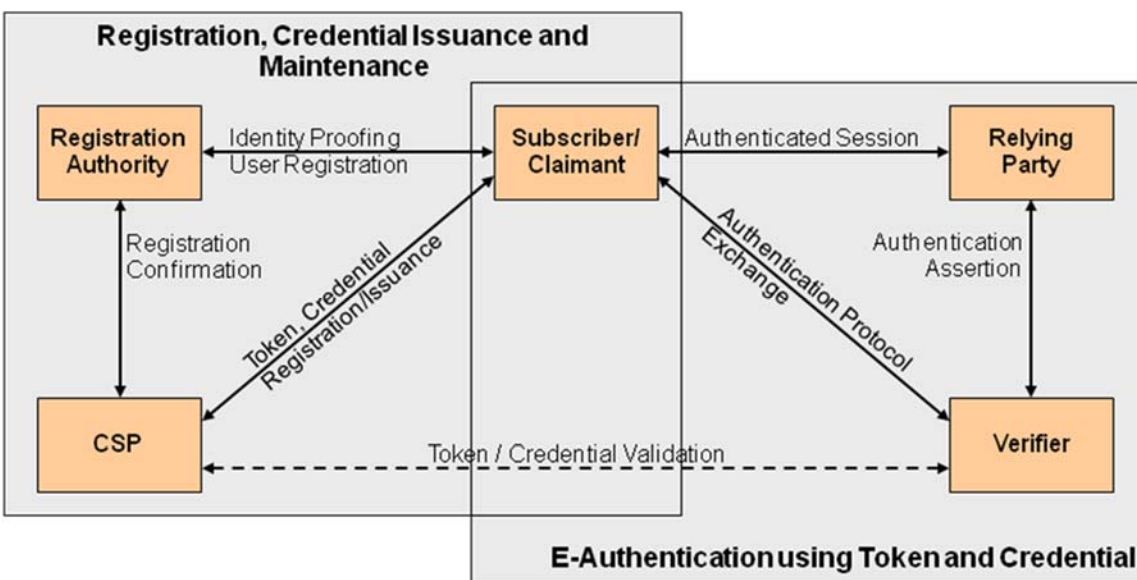 Registration, Credential Issuance and
Maintenance
Registration
Authority
Identity Proofing
User Registration
Subscriber/
Claimant
Authenticated Session
Relying
Party
Registration
Confirmation
Token, Credential
Registration/Issuance
Authentication Protocol
Exchange
Authentication
Assertion
CSP
Token / Credential Validation
Verifier
E-Authentication using Token and Credential